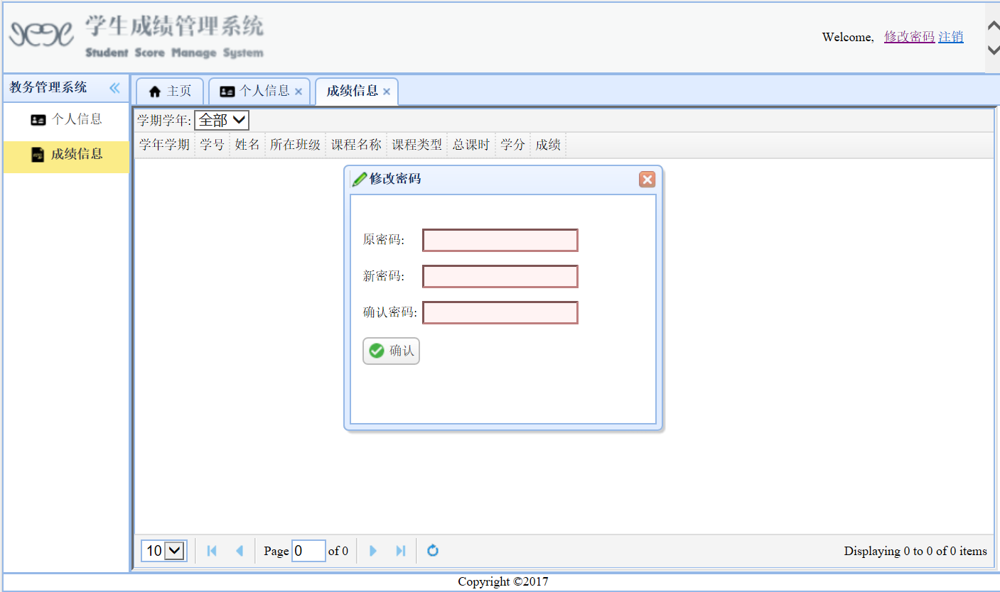 学生成绩管理系统
Student Score Manage System
Welcome, 修改密码 注销
教务管理系统
主页 个人信息 成绩信息
个人信息
成绩信息
学期学年: 全部
学年学期 学号 姓名 所在班级 课程名称 课程类型 总课时 学分 成绩
修改密码
原密码:
新密码:
确认密码:
确认
10 Page 0 of 0 Displaying 0 to 0 of 0 items
Copyright ©2017